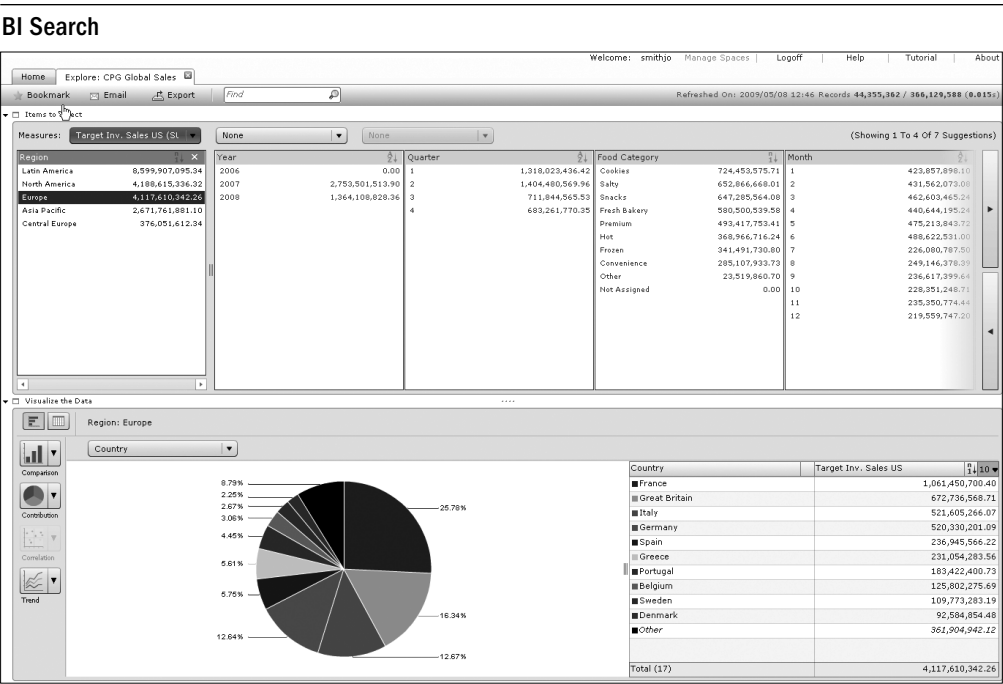 BI Search
Welcome: smithjo Manage Spaces | Logoff | Help | Tutorial | About
Home Explore: CPG Global Sales
Bookmark Email Export Find Refreshed On: 2009/05/08 12:46 Records 44,355,362 / 366,129,588 (0.015s)
Items to
Measures: Target Inv. Sales US (SU None None (Showing 1 To 4 Of 7 Suggestions)
Region Year Quarter Food Category Month
Latin America 8,599,907,095.34 2006 0.00 1 1,318,023,436.42 Cookies 724,453,575.71 1 423,857,898.10
North America 4,188,615,336.32 2007 2,753,501,513.90 2 1,404,480,569.96 Salty 652,866,668.01 2 431,562,073.08
Europe 4,117,610,342.26 2008 1,364,108,828.36 3 711,844,565.53 Snacks 647,285,564.08 3 462,603,465.24
Asia Pacific 2,671,761,881.10 4 683,261,770.35 Fresh Bakery 580,500,539.58 4 440,644,195.24
Central Europe 376,051,612.34 Premium 493,417,753.41 5 475,213,843.72
Hot 368,966,716.24 6 488,622,531.00
Frozen 341,491,730.80 7 226,080,787.50
Convenience 285,107,933.73 8 249,146,378.39
Other 23,519,860.70 9 236,617,399.64
Not Assigned 0.00 10 228,351,248.71
11 235,350,774.44
12 219,559,747.20
Visualize the Data
Region: Europe
Country
Comparison
Contribution
Correlation
Trend
8.79%
2.25%
2.67%
3.06%
4.45%
5.61%
5.75%
12.64%
25.78%
16.34%
12.67%
Country Target Inv. Sales US 10
France 1,061,450,700.40
Great Britain 672,736,568.71
Italy 521,605,266.07
Germany 520,330,201.09
Spain 236,945,566.22
Greece 231,054,283.56
Portugal 183,422,400.73
Belgium 125,802,275.69
Sweden 109,773,283.19
Denmark 92,584,854.48
Other 361,904,942.12
Total (17) 4,117,610,342.26